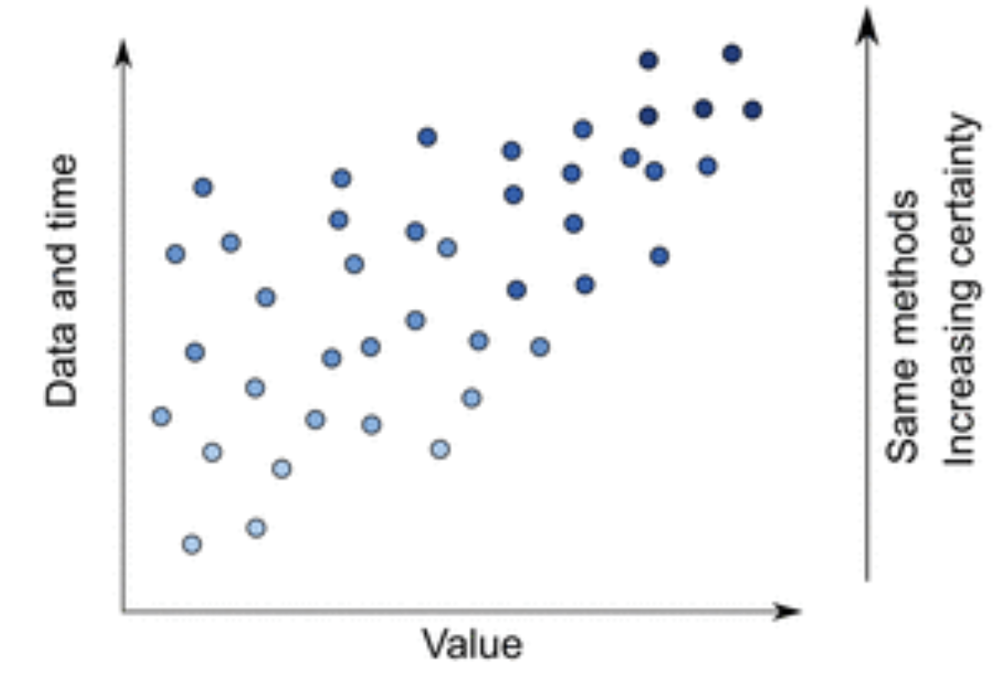 Data and time
Value
Same methods
Increasing certainty